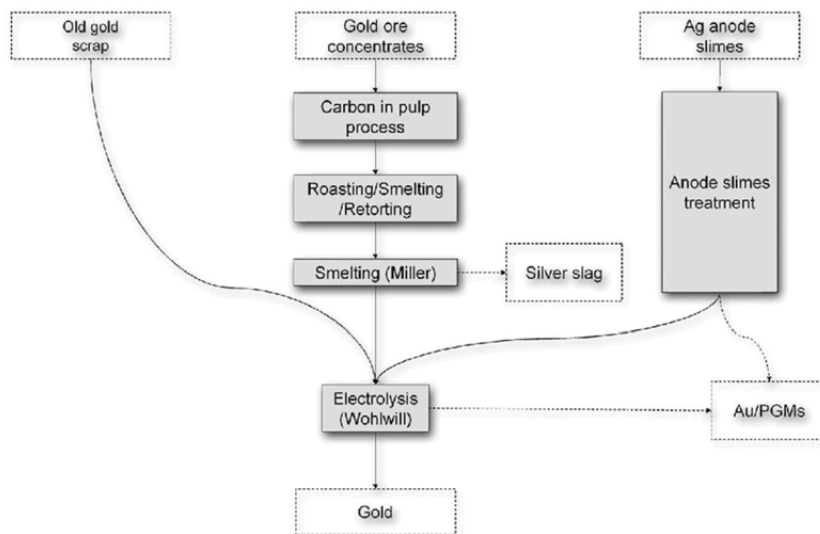 Old gold
scrap
Gold ore
concentrates
Ag anode
slimes
Carbon in pulp
process
Anode slimes
treatment
Roasting/Smelting
/Retorting
Smelting (Miller)
Silver slag
Electrolysis
(Wohlwill)
Au/PGMs
Gold